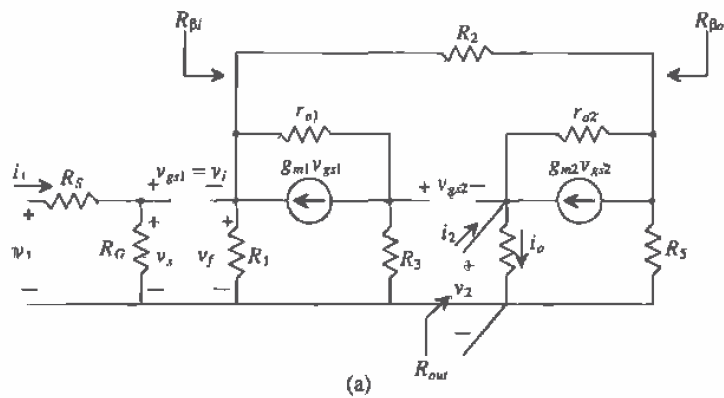 Rβi
Rβo
R2
ro1
ro2
gm1vgs1
gm2vgs2
i1
RS
+ vgs1 = vi −
+ vgs2 −
+
+
+
i2
io
v1
RG
vs
vf
R1
R3
+
v2
R5
−
−
−
−
Rout
(a)